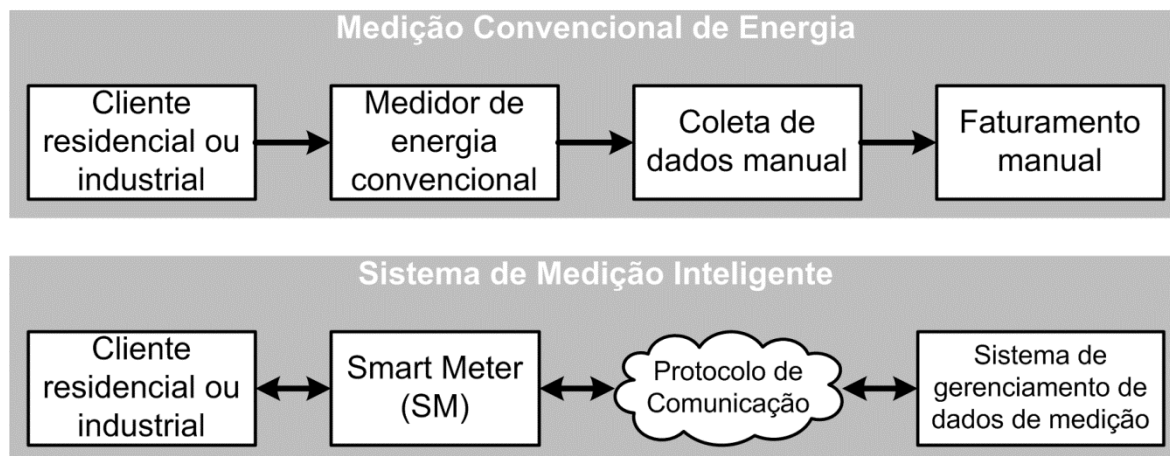 Medição Convencional de Energia
Cliente
residencial ou
industrial
Medidor de
energia
convencional
Coleta de
dados manual
Faturamento
manual
Sistema de Medição Inteligente
Cliente
residencial ou
industrial
Smart Meter
(SM)
Protocolo de
Comunicação
Sistema de
gerenciamento de
dados de medição